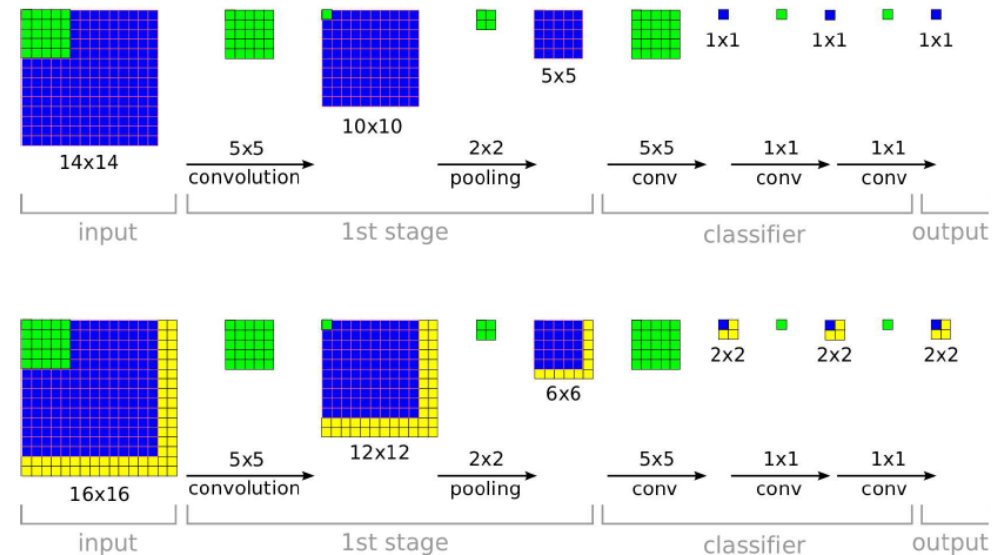 1x1 1x1 1x1
5x5
10x10
14x14
5x5 2x2 5x5 1x1 1x1
convolution pooling conv conv conv
input 1st stage classifier output
2x2 2x2 2x2
6x6
12x12
16x16
5x5 2x2 5x5 1x1 1x1
convolution pooling conv conv conv
input 1st stage classifier output